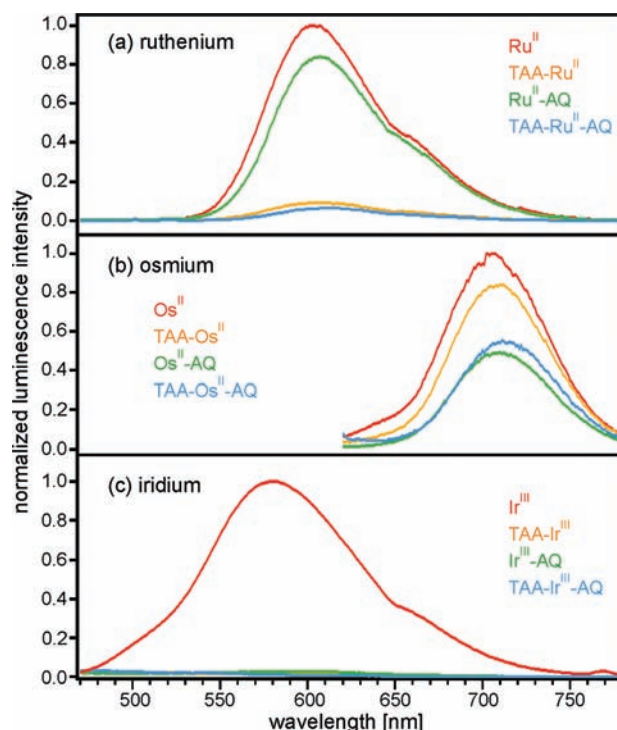 normalized luminescence intensity
(a) ruthenium
1.0
0.8
0.6
0.4
0.2
0.0
Ru^II
TAA-Ru^II
Ru^II-AQ
TAA-Ru^II-AQ
(b) osmium
1.0
0.8
0.6
0.4
0.2
0.0
Os^II
TAA-Os^II
Os^II-AQ
TAA-Os^II-AQ
(c) iridium
1.0
0.8
0.6
0.4
0.2
0.0
Ir^III
TAA-Ir^III
Ir^III-AQ
TAA-Ir^III-AQ
500 550 600 650 700 750
wavelength [nm]